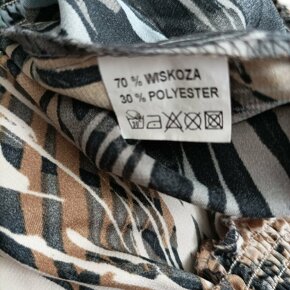 70 % WISKOZA
30 % POLYESTER